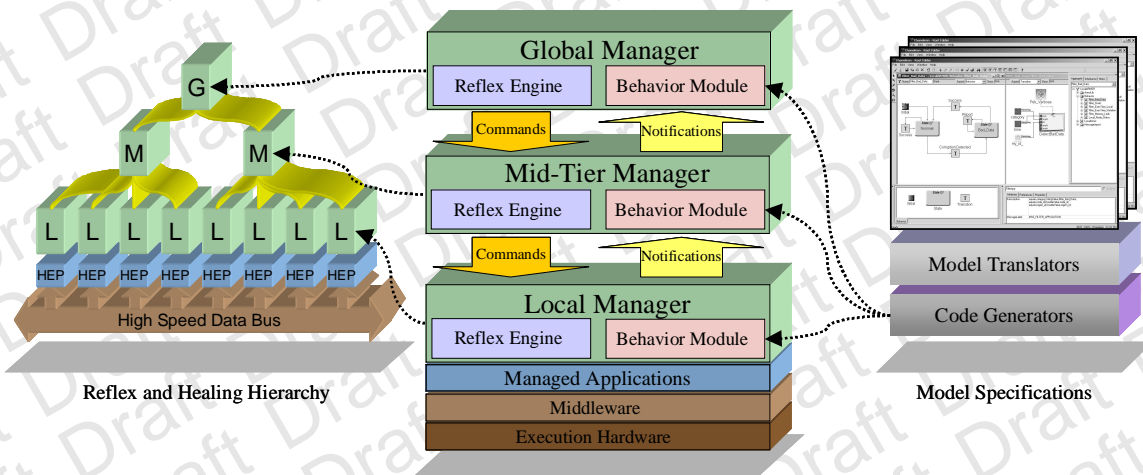 G
M
M
L
L
L
L
L
L
L
L
HEP
HEP
HEP
HEP
HEP
HEP
HEP
HEP
High Speed Data Bus
Reflex and Healing Hierarchy
Global Manager
Reflex Engine
Behavior Module
Commands
Notifications
Mid-Tier Manager
Reflex Engine
Behavior Module
Commands
Notifications
Local Manager
Reflex Engine
Behavior Module
Managed Applications
Middleware
Execution Hardware
Model Translators
Code Generators
Model Specifications
Draft